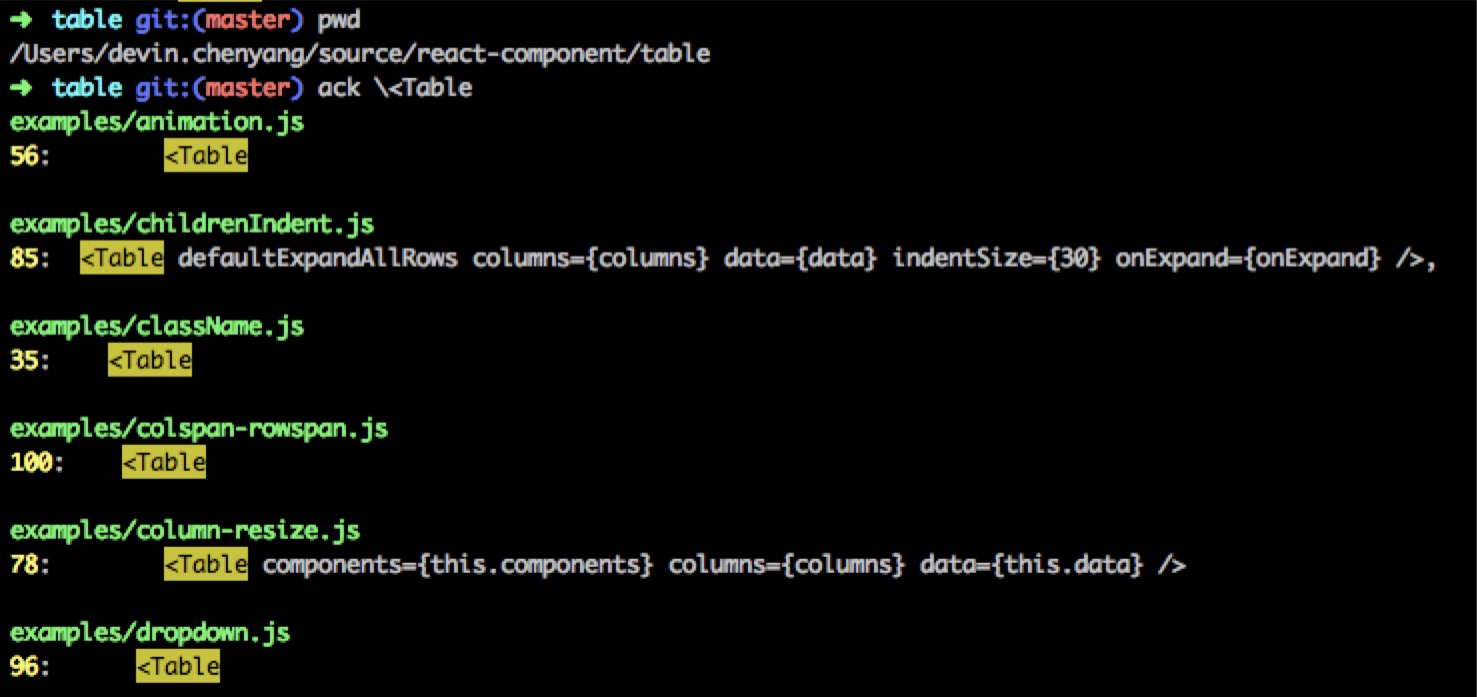 ➜ table git:(master) pwd
/Users/devin.chenyang/source/react-component/table
➜ table git:(master) ack \<Table
examples/animation.js
56:        <Table
examples/childrenIndent.js
85:  <Table defaultExpandAllRows columns={columns} data={data} indentSize={30} onExpand={onExpand} />,
examples/className.js
35:    <Table
examples/colspan-rowspan.js
100:    <Table
examples/column-resize.js
78:        <Table components={this.components} columns={columns} data={this.data} />
examples/dropdown.js
96:      <Table